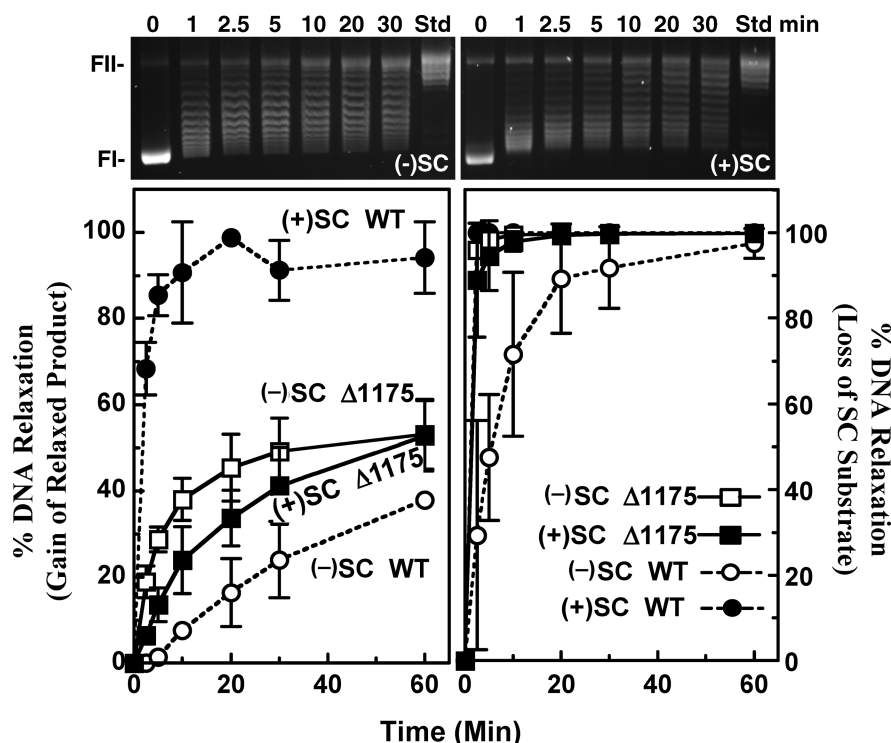 0 1 2.5 5 10 20 30 Std 0 1 2.5 5 10 20 30 Std min
FII-
FI-
(-)SC
(+)SC
100
80
60
40
20
0
% DNA Relaxation
(Gain of Relaxed Product)
(+)SC WT
(−)SC Δ1175
(+)SC Δ1175
(−)SC WT
0 20 40 60
(−)SC Δ1175
(+)SC Δ1175
(−)SC WT
(+)SC WT
0 20 40 60
100
80
60
40
20
0
% DNA Relaxation
(Loss of SC Substrate)
Time (Min)